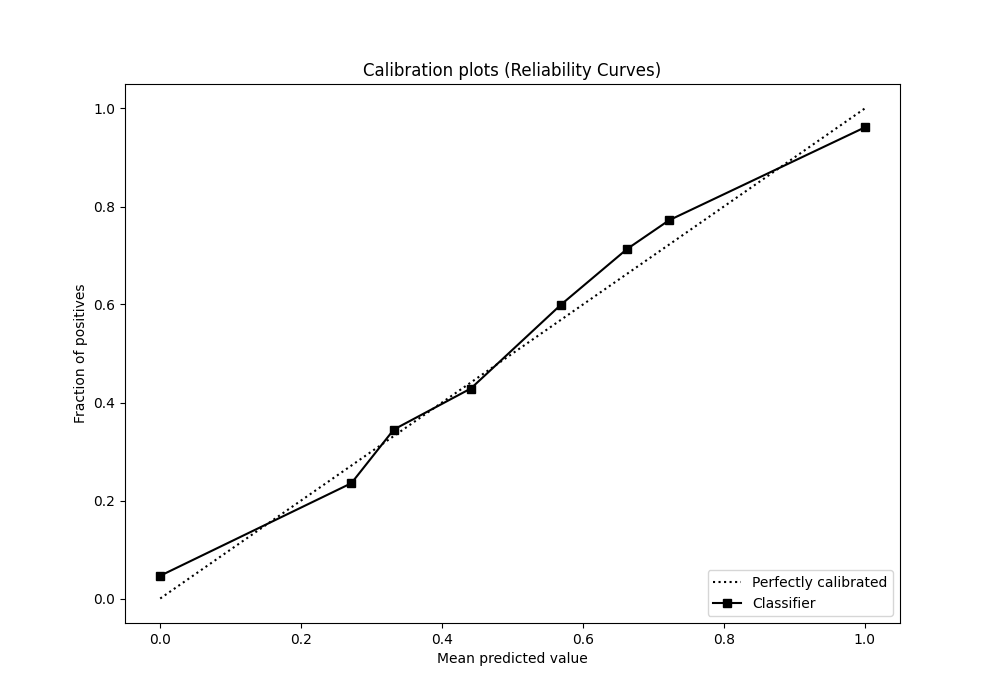 Calibration plots (Reliability Curves)
Fraction of positives
1.0
0.8
0.6
0.4
0.2
0.0
Perfectly calibrated
Classifier
0.0 0.2 0.4 0.6 0.8 1.0
Mean predicted value